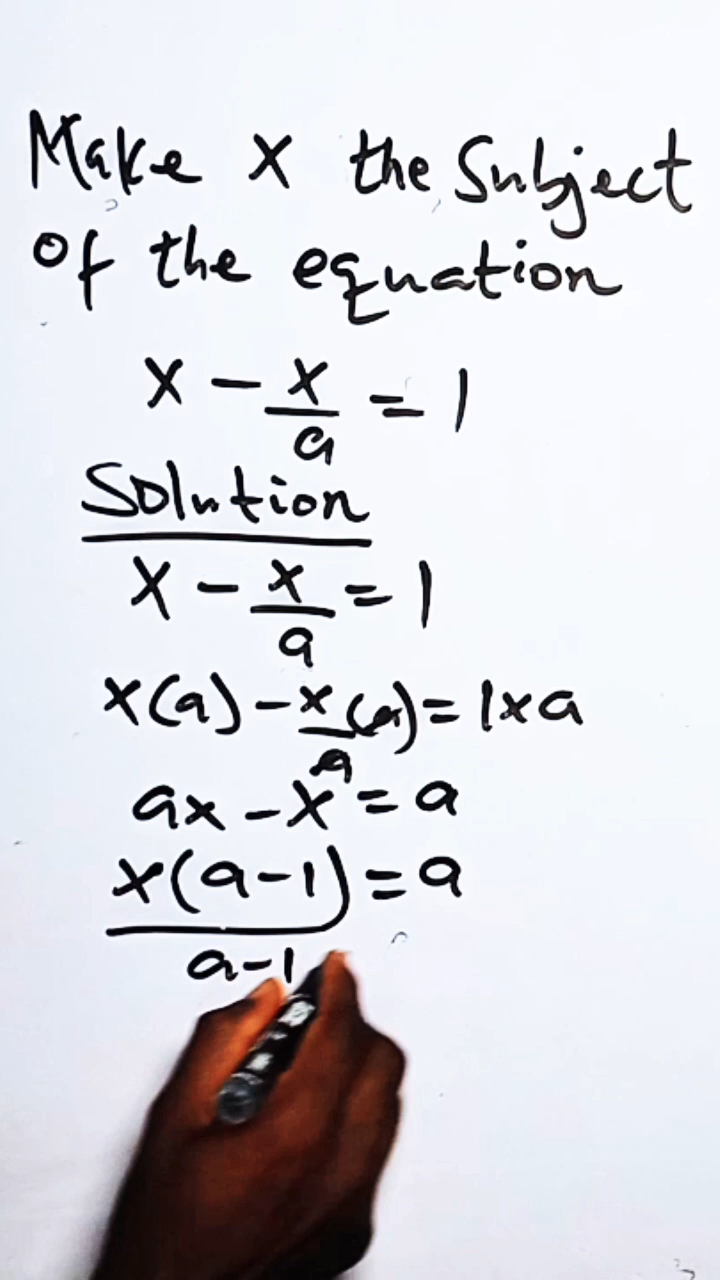 Make x the Subject
of the equation
x - x/a = 1
Solution
x - x/a = 1
x(a) - x/a (a) = 1 x a
ax - x = a
x(a-1) = a
a-1